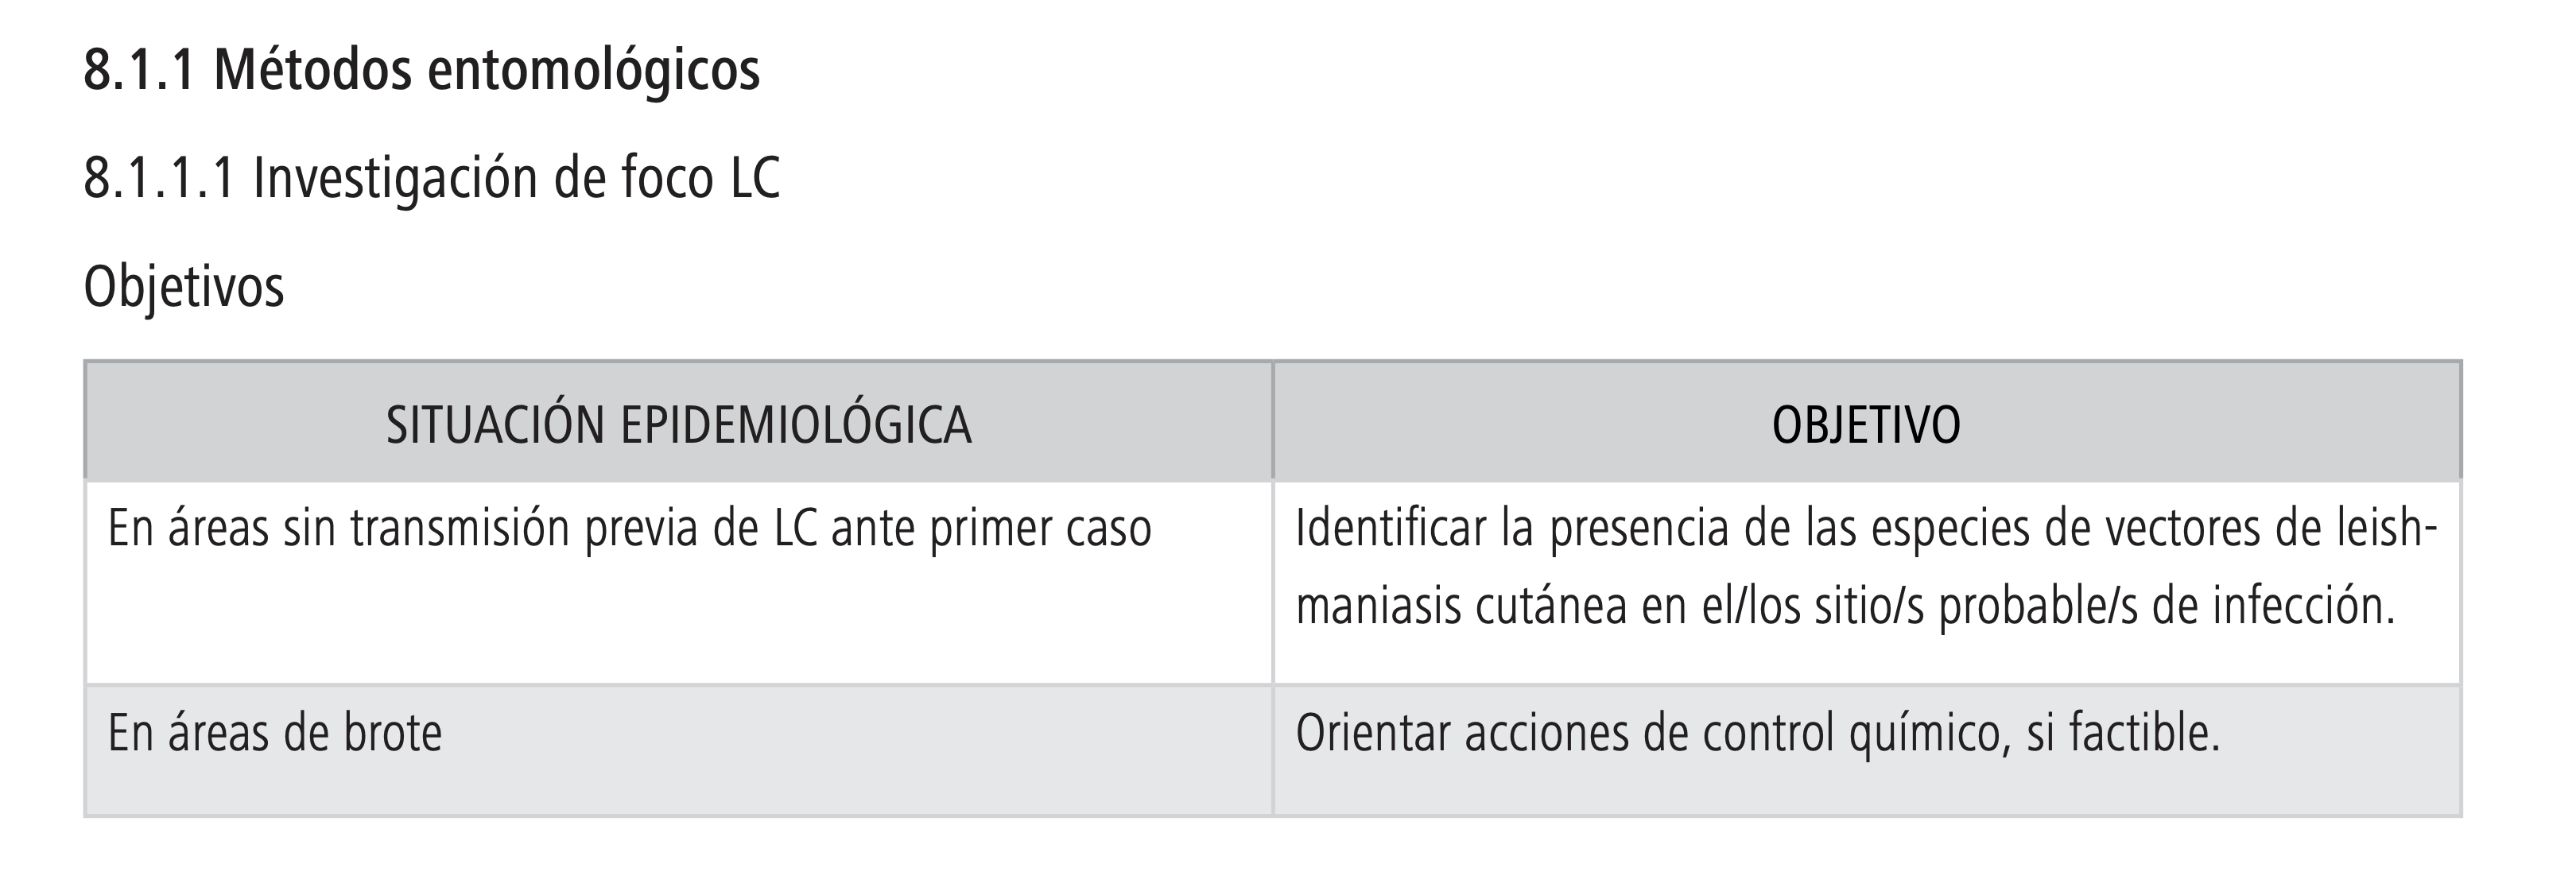 8.1.1 Métodos entomológicos
8.1.1.1 Investigación de foco LC
Objetivos
SITUACIÓN EPIDEMIOLÓGICA
OBJETIVO
En áreas sin transmisión previa de LC ante primer caso
Identificar la presencia de las especies de vectores de leish-
maniasis cutánea en el/los sitio/s probable/s de infección.
En áreas de brote
Orientar acciones de control químico, si factible.